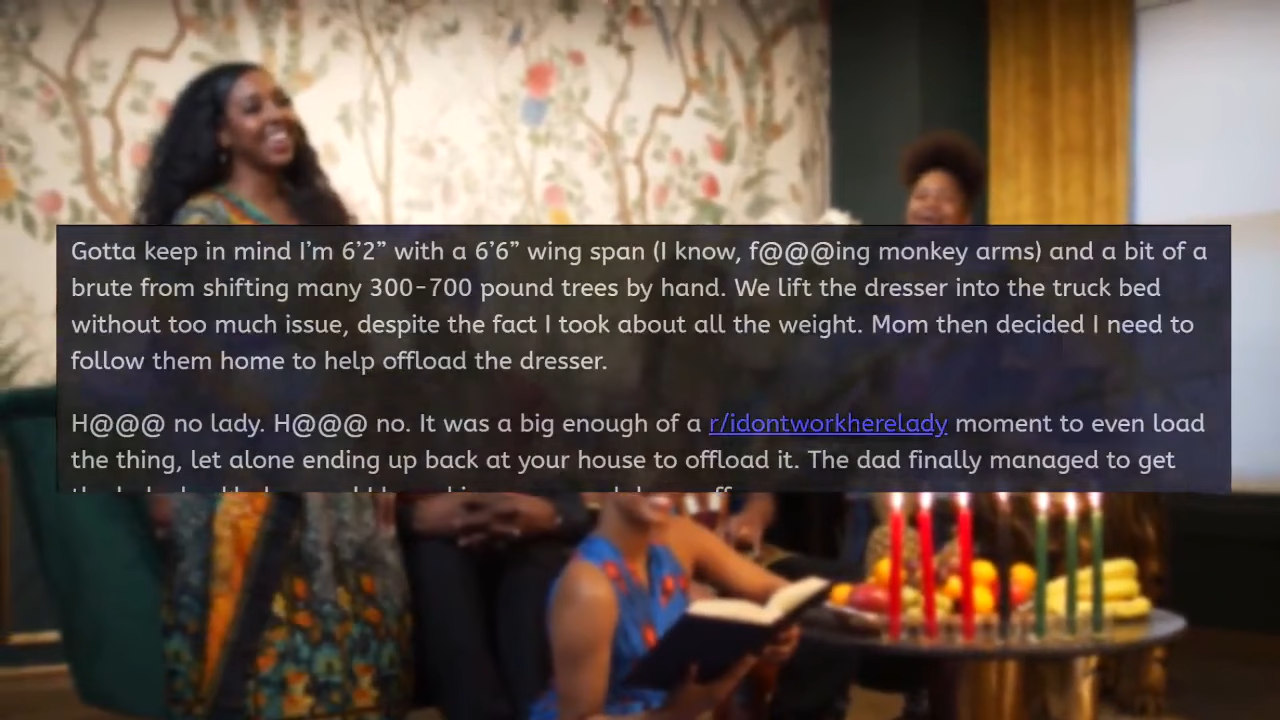 Gotta keep in mind I’m 6’2” with a 6’6” wing span (I know, f@@@ing monkey arms) and a bit of a
brute from shifting many 300-700 pound trees by hand. We lift the dresser into the truck bed
without too much issue, despite the fact I took about all the weight. Mom then decided I need to
follow them home to help offload the dresser.
H@@@ no lady. H@@@ no. It was a big enough of a r/idontworkherelady moment to even load
the thing, let alone ending up back at your house to offload it. The dad finally managed to get